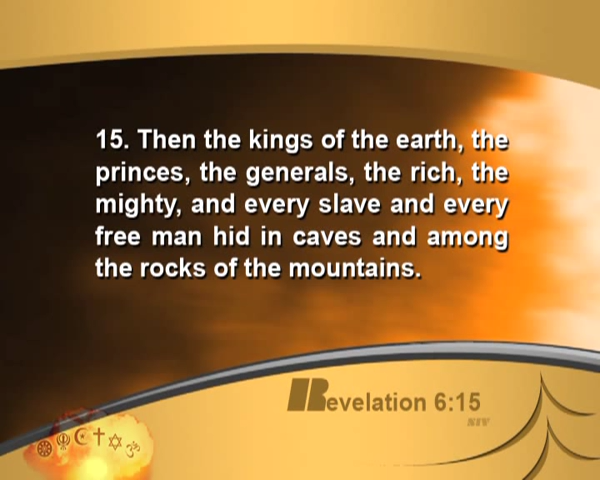 15. Then the kings of the earth, the
princes, the generals, the rich, the
mighty, and every slave and every
free man hid in caves and among
the rocks of the mountains.
Revelation 6:15
NIV